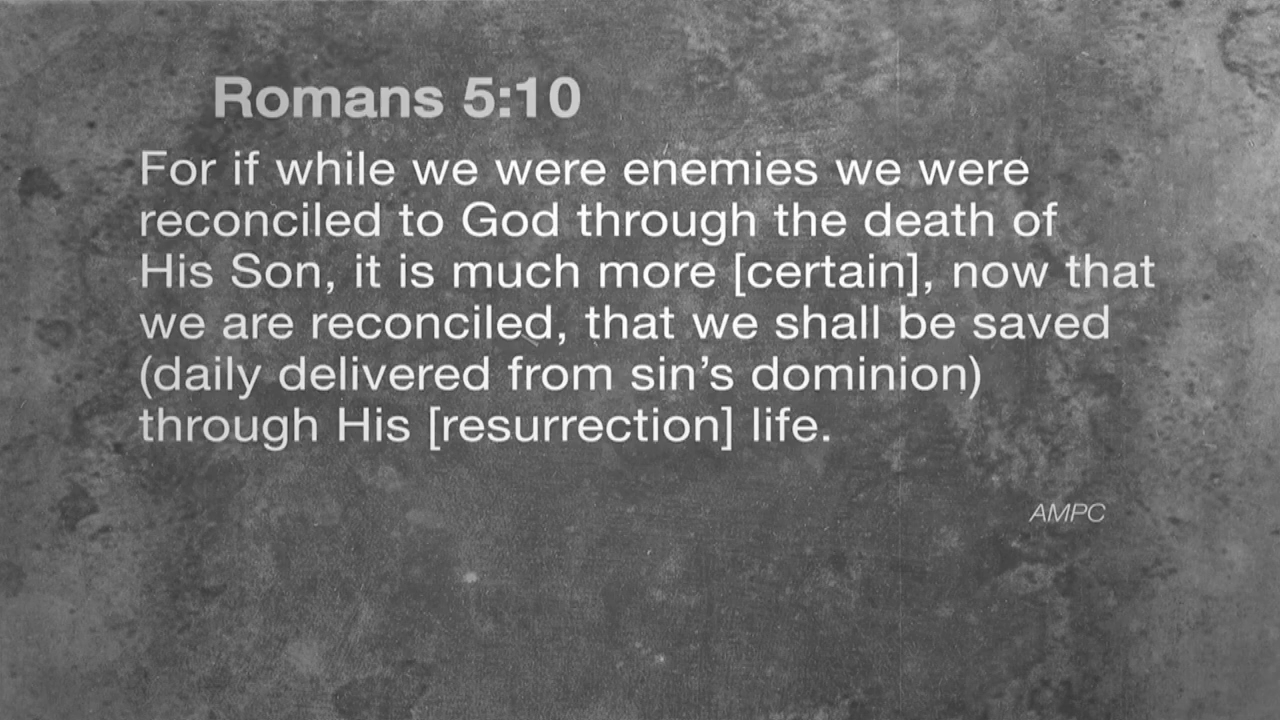 Romans 5:10
For if while we were enemies we were
reconciled to God through the death of
His Son, it is much more [certain], now that
we are reconciled, that we shall be saved
(daily delivered from sin’s dominion)
through His [resurrection] life.
AMPC